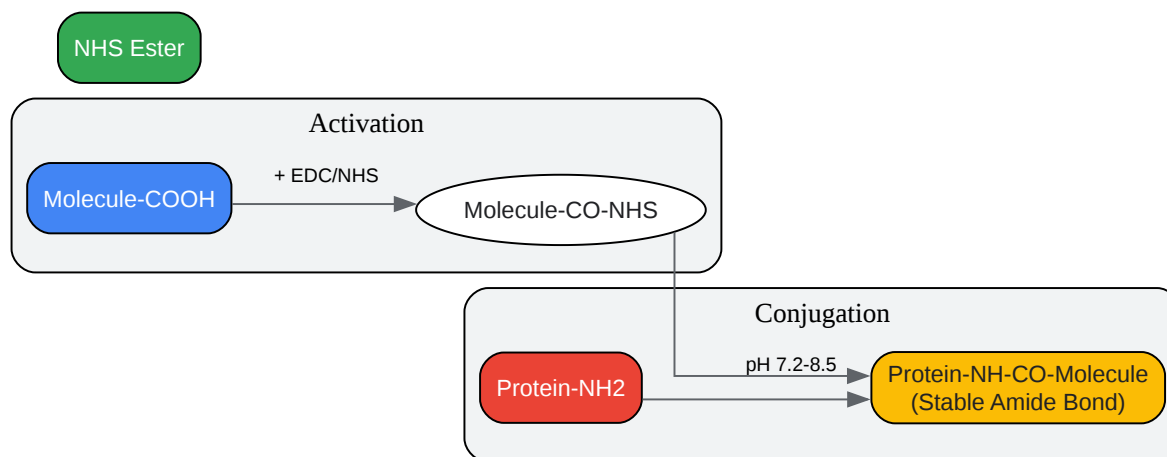 NHS Ester
Activation
Molecule-COOH
+ EDC/NHS
Molecule-CO-NHS
Conjugation
Protein-NH2
pH 7.2-8.5
Protein-NH-CO-Molecule
(Stable Amide Bond)